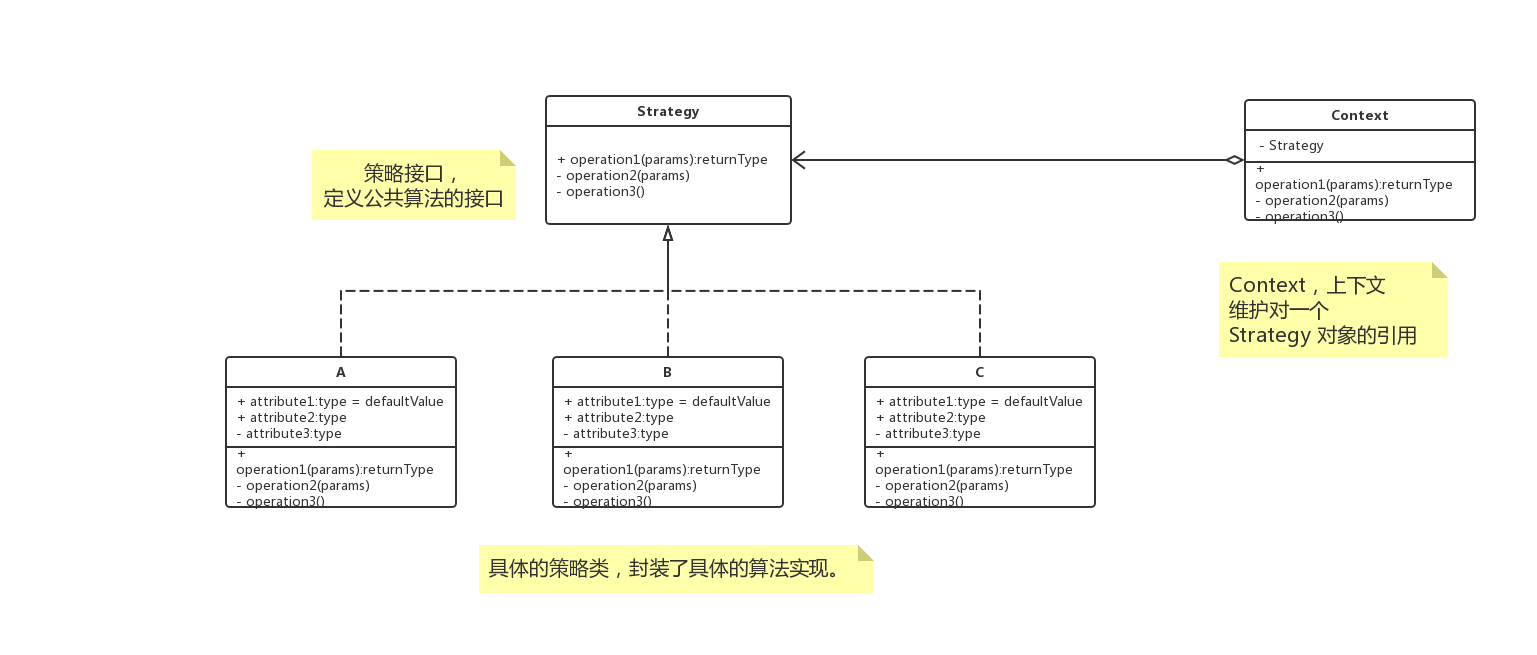 Strategy
+ operation1(params):returnType
- operation2(params)
- operation3()
Context
- Strategy
+
operation1(params):returnType
- operation2(params)
- operation3()
策略接口，
定义公共算法的接口
Context，上下文
维护对一个
Strategy 对象的引用
A
+ attribute1:type = defaultValue
+ attribute2:type
- attribute3:type
+
operation1(params):returnType
- operation2(params)
- operation3()
B
+ attribute1:type = defaultValue
+ attribute2:type
- attribute3:type
+
operation1(params):returnType
- operation2(params)
- operation3()
C
+ attribute1:type = defaultValue
+ attribute2:type
- attribute3:type
+
operation1(params):returnType
- operation2(params)
- operation3()
具体的策略类，封装了具体的算法实现。